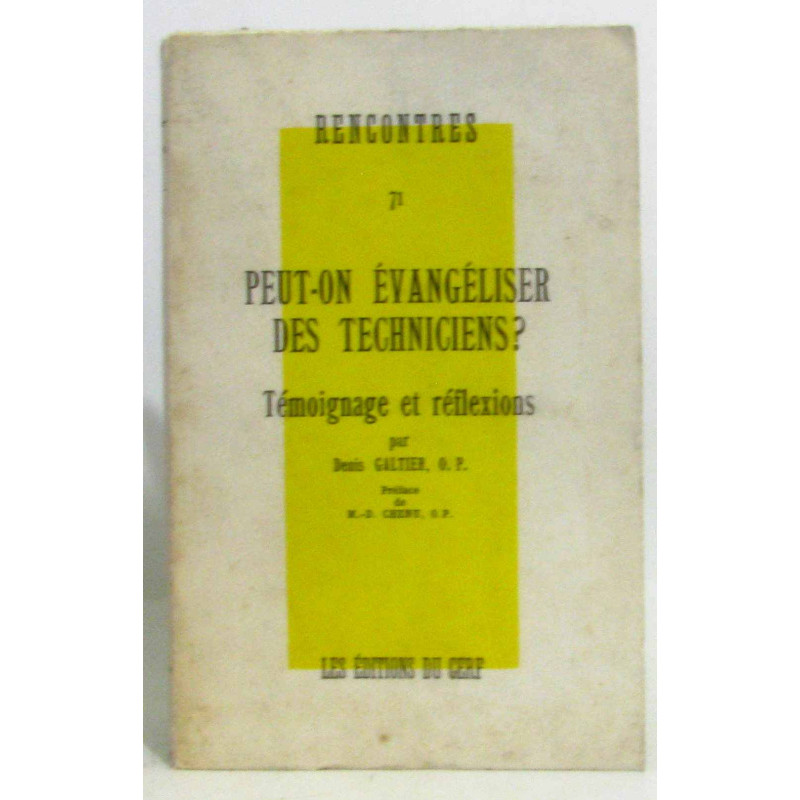 RENCONTRES
71
PEUT-ON ÉVANGÉLISER
DES TECHNICIENS?
Témoignage et réflexions
par
Denis GALTIER, O. P.
Préface
de
M.-D. CHENU, O. P.
LES ÉDITIONS DU CERF